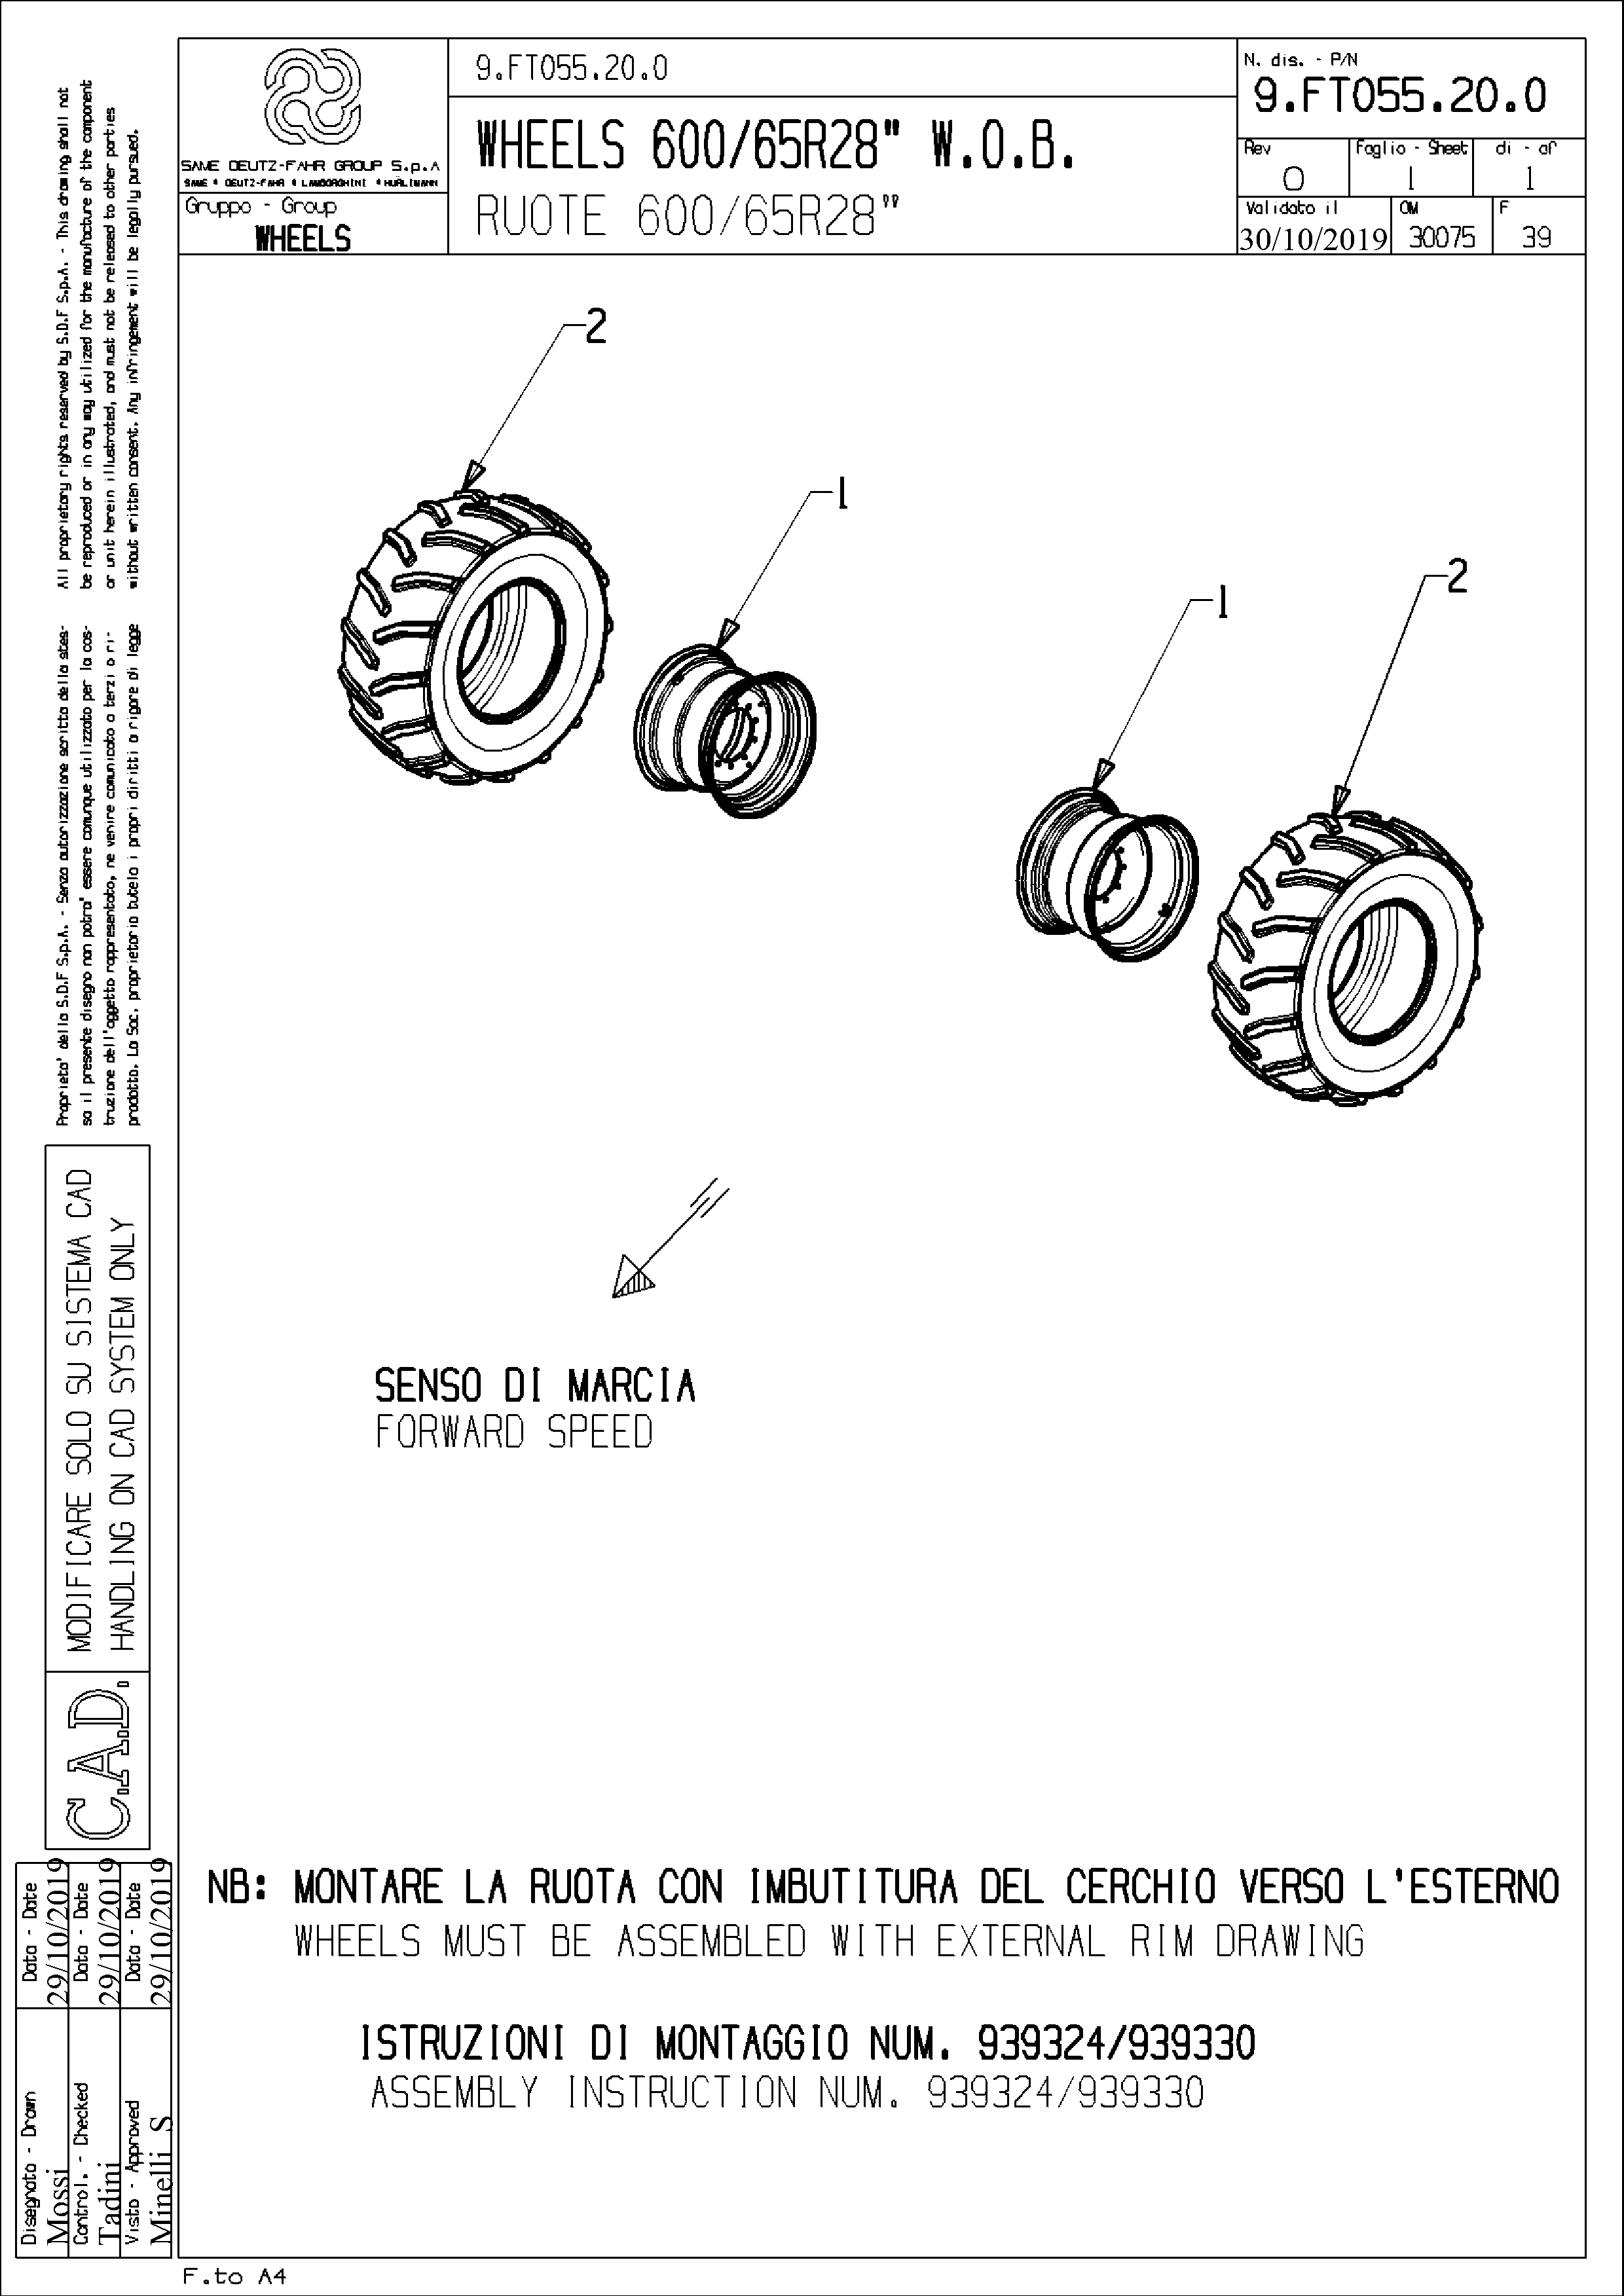 SAME DEUTZ-FAHR GROUP S.p.A
SAME • DEUTZ-FAHR • LAMBORGHINI • HURLIMANN
Gruppo - Group
WHEELS
9.FT055.20.0
WHEELS 600/65R28" W.O.B.
RUOTE 600/65R28"
N. dis. - P/N
9.FT055.20.0
Rev
0
Foglio - Sheet
1
di - of
1
Validato il
30/10/2019
OM
30075
F
39
2
1
1
2
SENSO DI MARCIA
FORWARD SPEED
NB: MONTARE LA RUOTA CON IMBUTITURA DEL CERCHIO VERSO L'ESTERNO
WHEELS MUST BE ASSEMBLED WITH EXTERNAL RIM DRAWING
ISTRUZIONI DI MONTAGGIO NUM. 939324/939330
ASSEMBLY INSTRUCTION NUM. 939324/939330
All proprietary rights reserved by S.D.F S.p.A. - This drawing shall not
be reproduced or in any way utilized for the manufacture of the component
or unit herein illustrated, and must not be released to other parties
without written consent. Any infringement will be legally pursued.
Proprieta' della S.D.F S.p.A. - Senza autorizzazione scritta della stes-
sa il presente disegno non potra' essere comunque utilizzato per la cos-
truzione dell'oggetto rappresentato, ne venire comunicato a terzi o ri-
prodotto. La Soc. proprietaria tutela i propri diritti a rigore di legge
MODIFICARE SOLO SU SISTEMA CAD
HANDLING ON CAD SYSTEM ONLY
C.A.D.
Disegnato - Drawn
Mossi
Data - Date
29/10/2019
Control. - Checked
Tadini
Data - Date
29/10/2019
Visto - Approved
Minelli S
Data - Date
29/10/2019
F.to A4